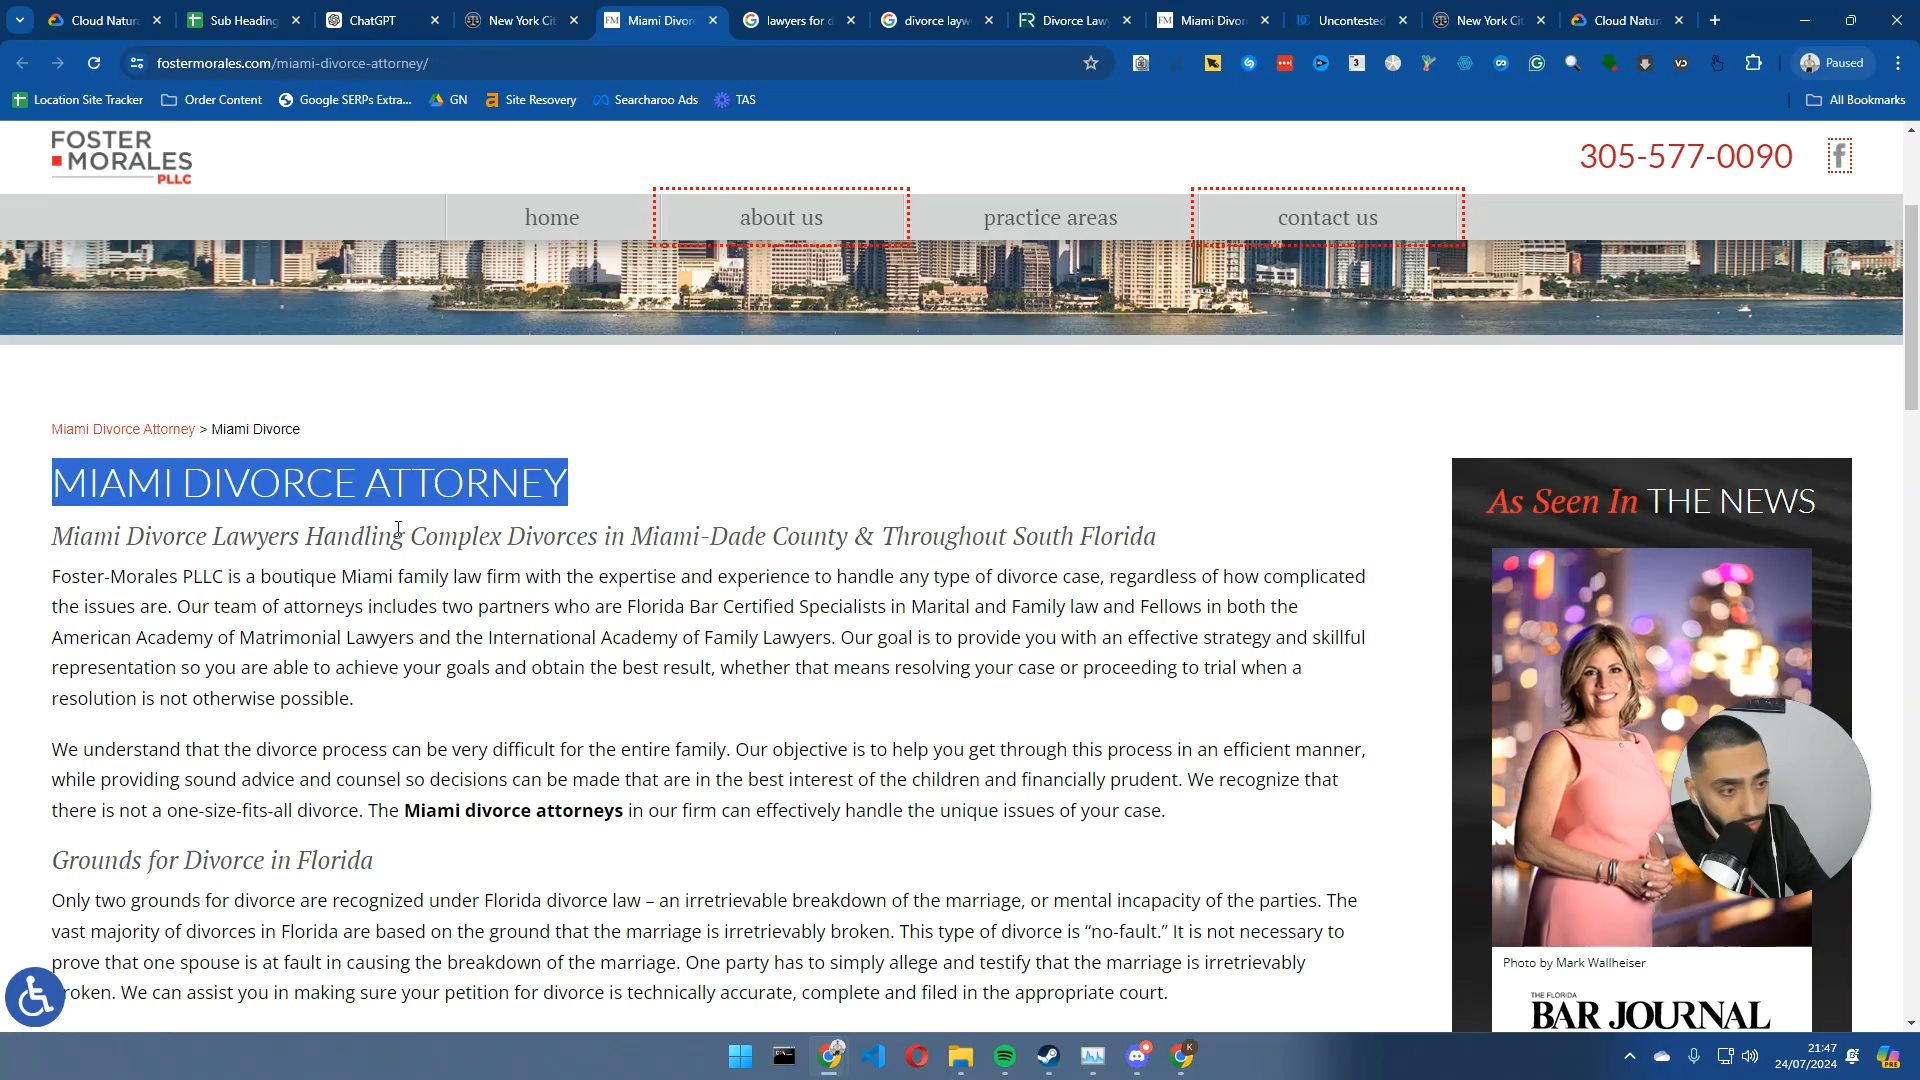 Cloud Natur
Sub Heading
ChatGPT
New York Cit
Miami Divor
lawyers for d
divorce layw
Divorce Law
Miami Divor
Uncontested
New York Cit
Cloud Natur
fostermorales.com/miami-divorce-attorney/
Paused
Location Site Tracker
Order Content
Google SERPs Extra...
GN
Site Recovery
Searcharoo Ads
TAS
All Bookmarks
FOSTER
MORALES
PLLC
305-577-0090
home
about us
practice areas
contact us
Miami Divorce Attorney > Miami Divorce
MIAMI DIVORCE ATTORNEY
Miami Divorce Lawyers Handling Complex Divorces in Miami-Dade County & Throughout South Florida
Foster-Morales PLLC is a boutique Miami family law firm with the expertise and experience to handle any type of divorce case, regardless of how complicated
the issues are. Our team of attorneys includes two partners who are Florida Bar Certified Specialists in Marital and Family law and Fellows in both the
American Academy of Matrimonial Lawyers and the International Academy of Family Lawyers. Our goal is to provide you with an effective strategy and skillful
representation so you are able to achieve your goals and obtain the best result, whether that means resolving your case or proceeding to trial when a
resolution is not otherwise possible.
We understand that the divorce process can be very difficult for the entire family. Our objective is to help you get through this process in an efficient manner,
while providing sound advice and counsel so decisions can be made that are in the best interest of the children and financially prudent. We recognize that
there is not a one-size-fits-all divorce. The Miami divorce attorneys in our firm can effectively handle the unique issues of your case.
Grounds for Divorce in Florida
Only two grounds for divorce are recognized under Florida divorce law – an irretrievable breakdown of the marriage, or mental incapacity of the parties. The
vast majority of divorces in Florida are based on the ground that the marriage is irretrievably broken. This type of divorce is “no-fault.” It is not necessary to
prove that one spouse is at fault in causing the breakdown of the marriage. One party has to simply allege and testify that the marriage is irretrievably
roken. We can assist you in making sure your petition for divorce is technically accurate, complete and filed in the appropriate court.
As Seen In THE NEWS
Photo by Mark Wallheiser
THE FLORIDA
BAR JOURNAL
21:47
24/07/2024